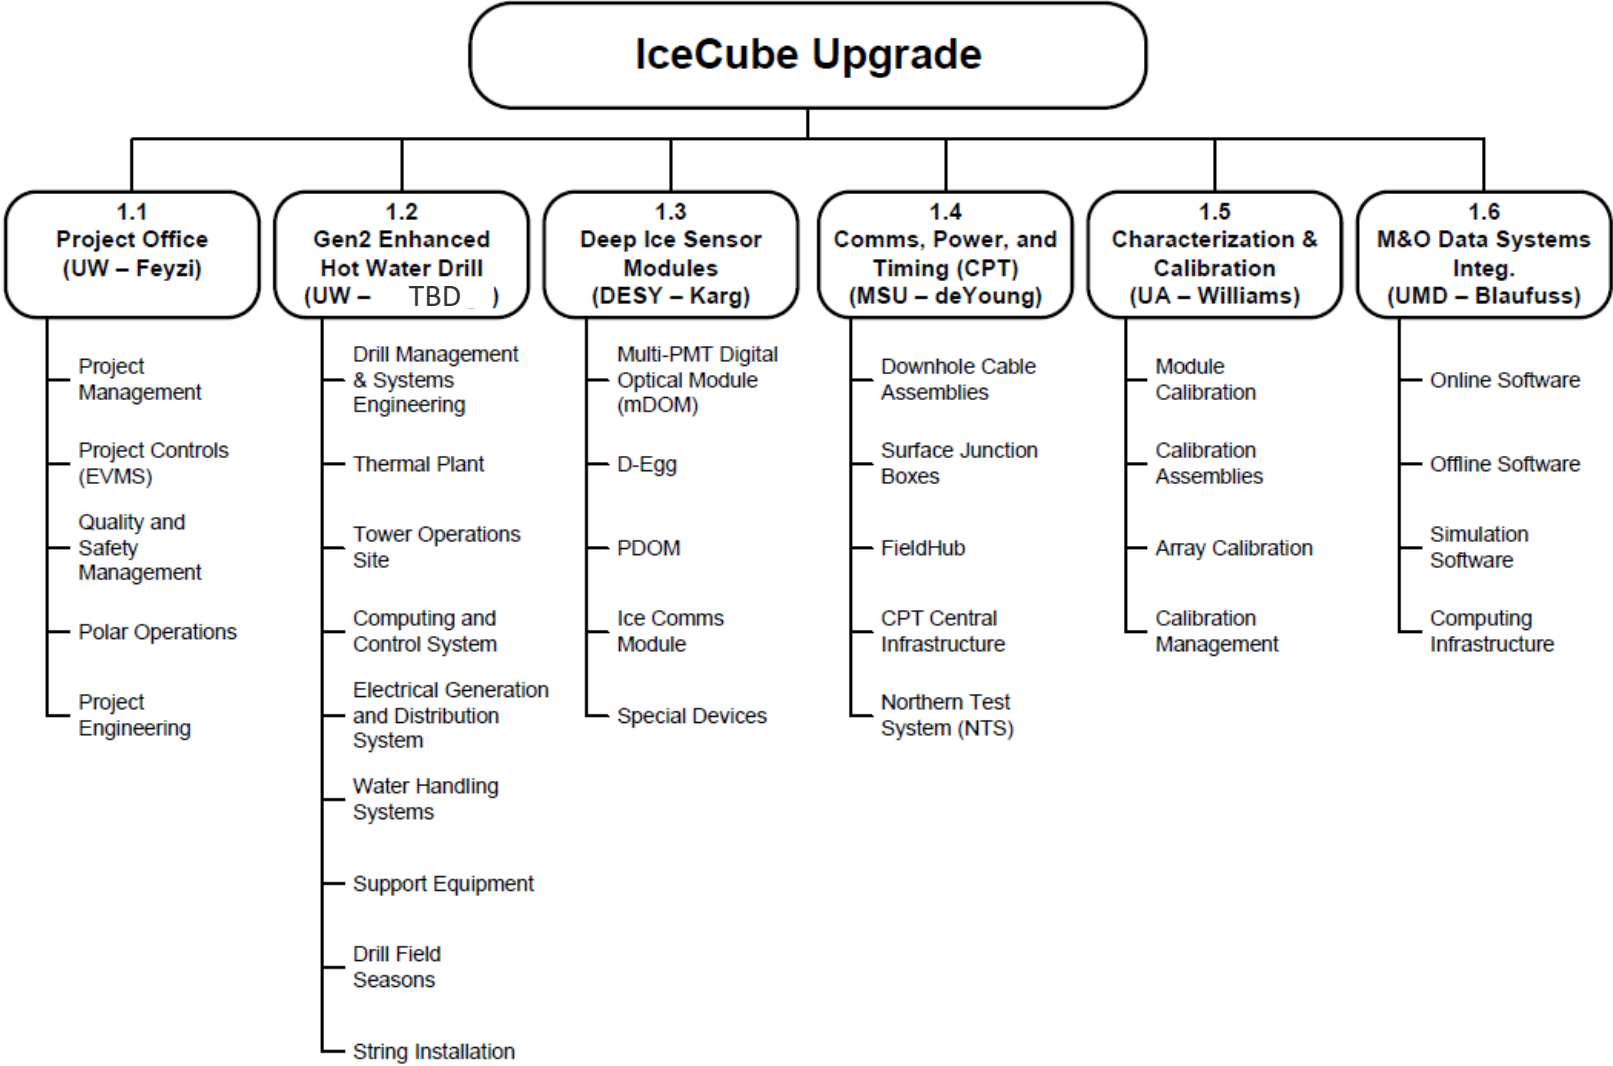 IceCube Upgrade
1.1
Project Office
(UW – Feyzi)
Project
Management
Project Controls
(EVMS)
Quality and
Safety
Management
Polar Operations
Project
Engineering
1.2
Gen2 Enhanced
Hot Water Drill
(UW – TBD )
Drill Management
& Systems
Engineering
Thermal Plant
Tower Operations
Site
Computing and
Control System
Electrical Generation
and Distribution
System
Water Handling
Systems
Support Equipment
Drill Field
Seasons
String Installation
1.3
Deep Ice Sensor
Modules
(DESY – Karg)
Multi-PMT Digital
Optical Module
(mDOM)
D-Egg
PDOM
Ice Comms
Module
Special Devices
1.4
Comms, Power, and
Timing (CPT)
(MSU – deYoung)
Downhole Cable
Assemblies
Surface Junction
Boxes
FieldHub
CPT Central
Infrastructure
Northern Test
System (NTS)
1.5
Characterization &
Calibration
(UA – Williams)
Module
Calibration
Calibration
Assemblies
Array Calibration
Calibration
Management
1.6
M&O Data Systems
Integ.
(UMD – Blaufuss)
Online Software
Offline Software
Simulation
Software
Computing
Infrastructure